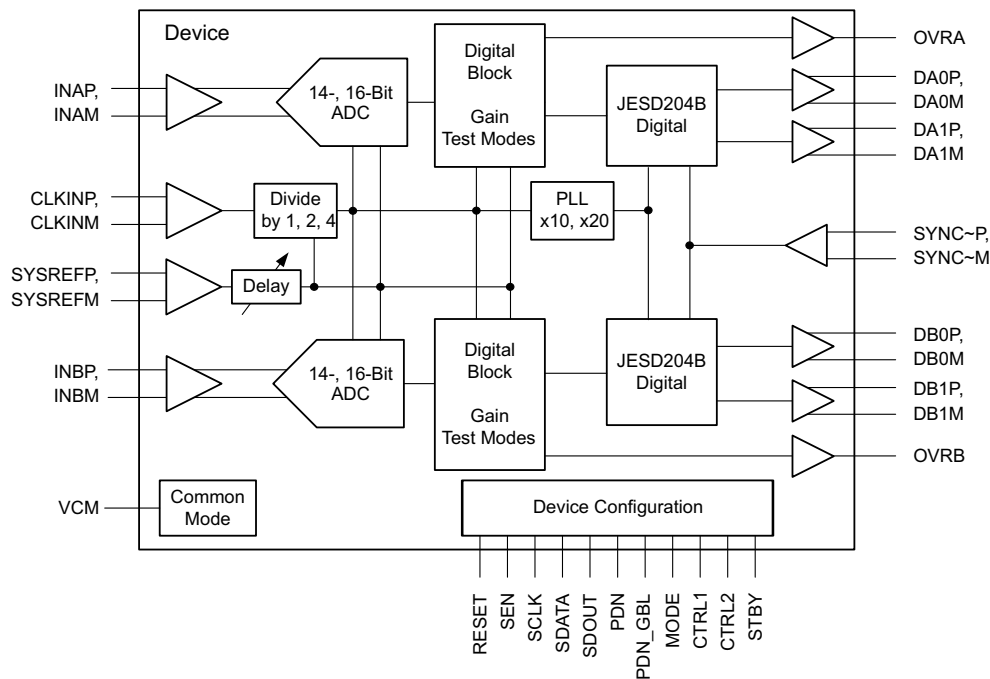 Device
INAP,
INAM
14-, 16-Bit
ADC
Digital
Block
Gain
Test Modes
JESD204B
Digital
OVRA
DA0P,
DA0M
DA1P,
DA1M
CLKINP,
CLKINM
Divide
by 1, 2, 4
PLL
x10, x20
SYNC~P,
SYNC~M
SYSREFP,
SYSREFM
Delay
INBP,
INBM
14-, 16-Bit
ADC
Digital
Block
Gain
Test Modes
JESD204B
Digital
DB0P,
DB0M
DB1P,
DB1M
OVRB
VCM
Common
Mode
Device Configuration
RESET
SEN
SCLK
SDATA
SDOUT
PDN
PDN_GBL
MODE
CTRL1
CTRL2
STBY